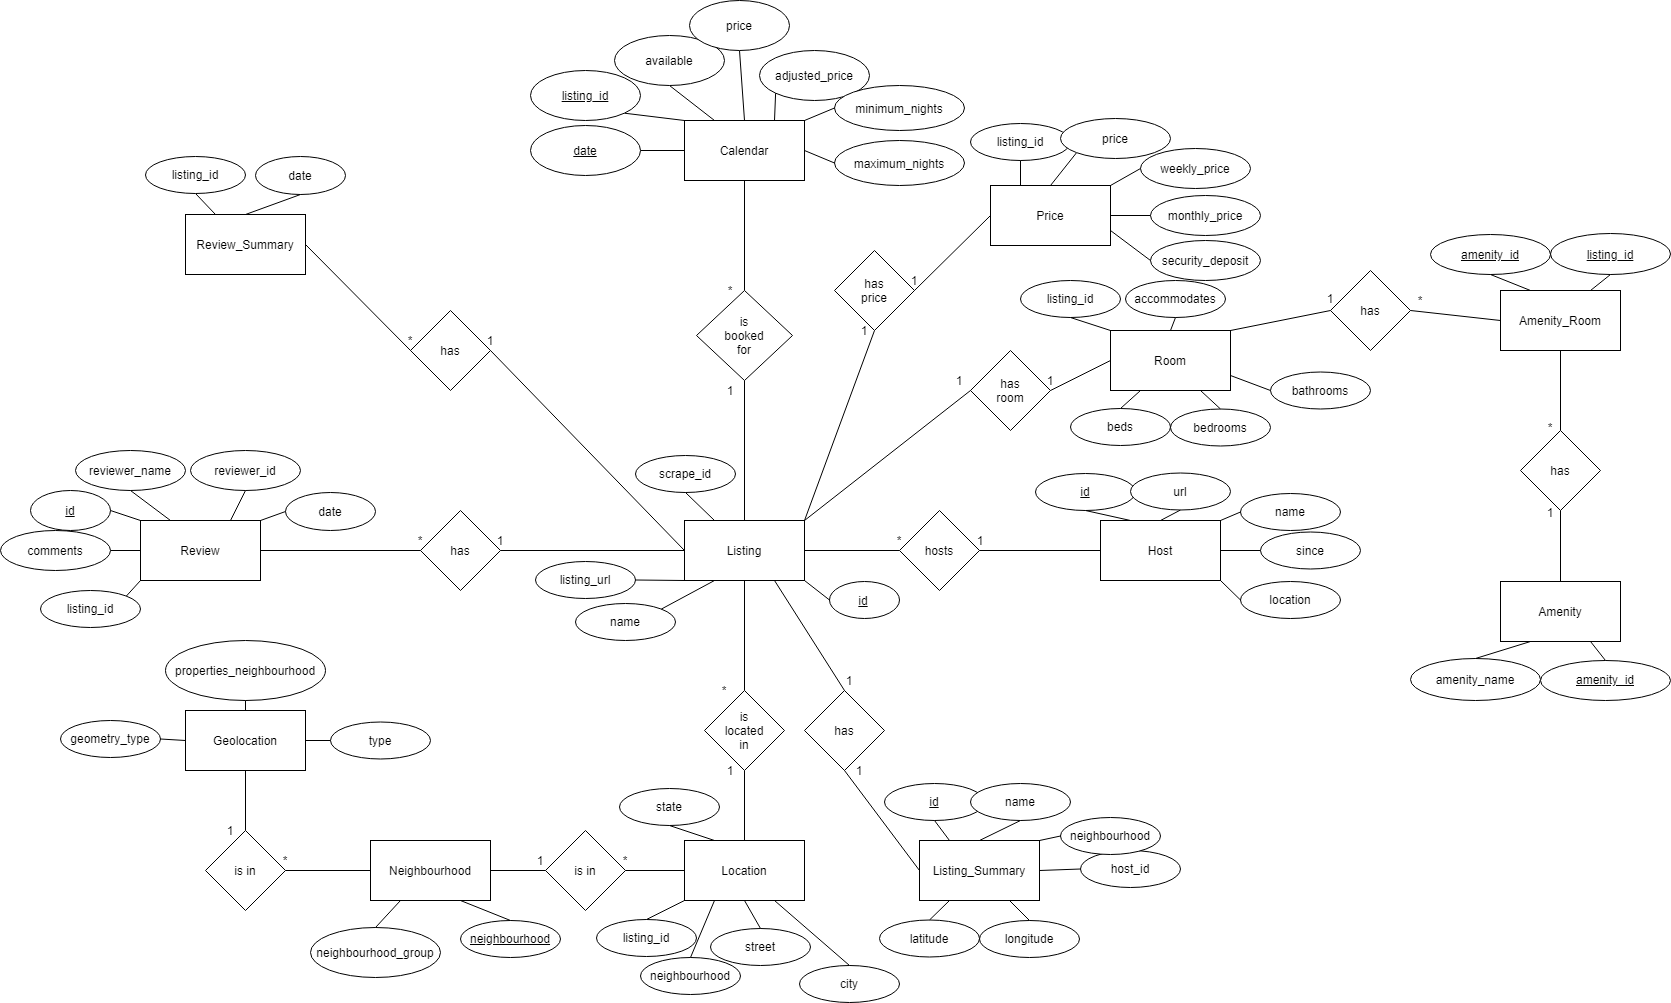 price
available
adjusted_price
listing_id
minimum_nights
date
Calendar
maximum_nights
listing_id
price
weekly_price
Price
monthly_price
security_deposit
listing_id
date
Review_Summary
has
price
1
1
*
is
booked
for
1
*
has
1
listing_id
accommodates
Room
bathrooms
beds
bedrooms
1
has
room
1
1
has
*
amenity_id
listing_id
Amenity_Room
*
has
1
Amenity
amenity_name
amenity_id
reviewer_name
reviewer_id
id
date
comments
Review
listing_id
*
has
1
scrape_id
Listing
listing_url
name
id
*
hosts
1
id
url
name
Host
since
location
properties_neighbourhood
geometry_type
Geolocation
type
1
is in
*
Neighbourhood
neighbourhood_group
neighbourhood
1
is in
*
*
is
located
in
1
state
Location
listing_id
street
neighbourhood
city
1
has
1
id
name
neighbourhood
Listing_Summary
host_id
latitude
longitude